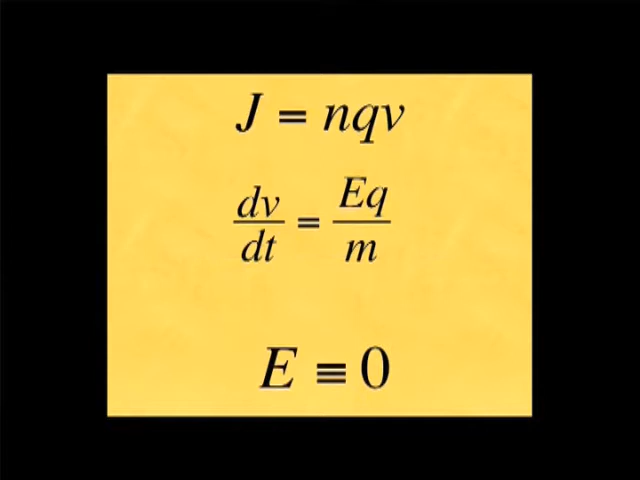 J = nqv
dv/dt = Eq/m
E ≡ 0